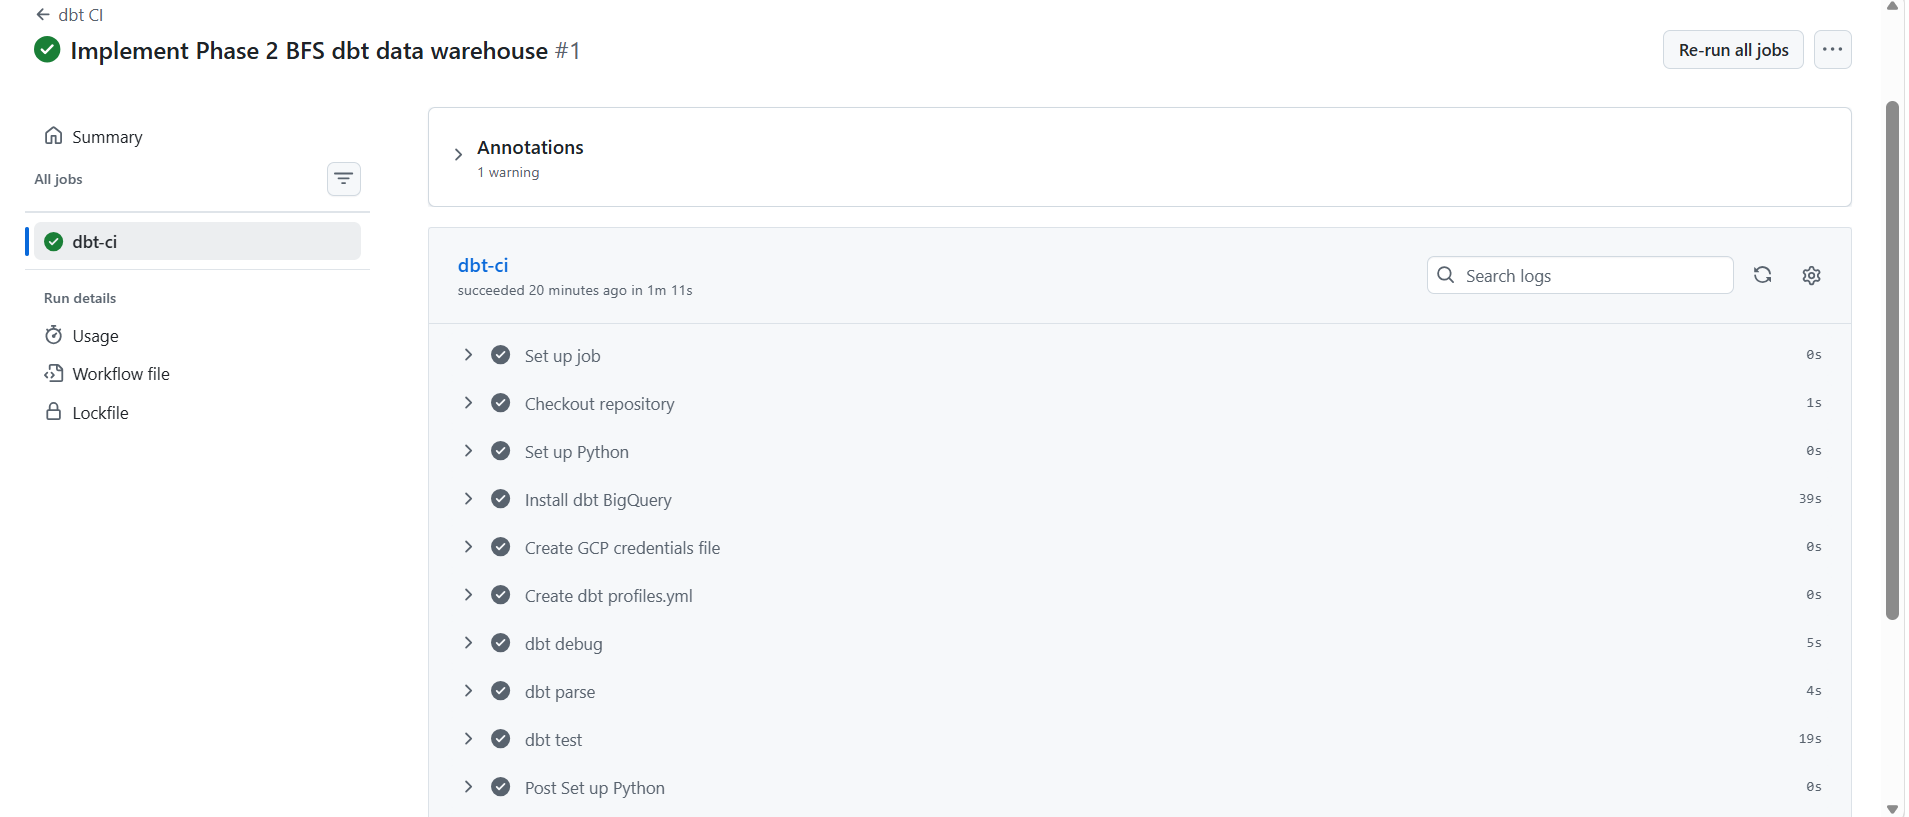 dbt CI
Implement Phase 2 BFS dbt data warehouse #1
Re-run all jobs
Summary
All jobs
dbt-ci
Run details
Usage
Workflow file
Lockfile
Annotations
1 warning
dbt-ci
succeeded 20 minutes ago in 1m 11s
Search logs
Set up job 0s
Checkout repository 1s
Set up Python 0s
Install dbt BigQuery 39s
Create GCP credentials file 0s
Create dbt profiles.yml 0s
dbt debug 5s
dbt parse 4s
dbt test 19s
Post Set up Python 0s